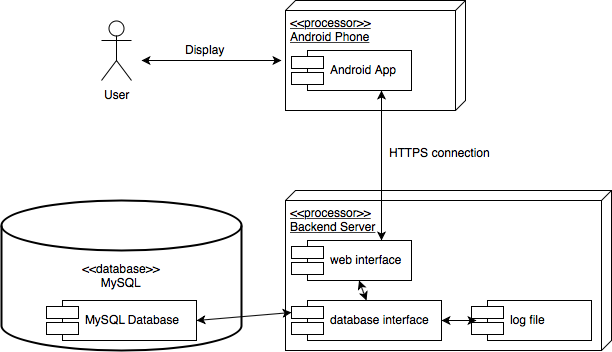 <<processor>>
Android Phone
Display
Android App
User
HTTPS connection
<<processor>>
Backend Server
web interface
<<database>>
MySQL
MySQL Database
database interface
log file